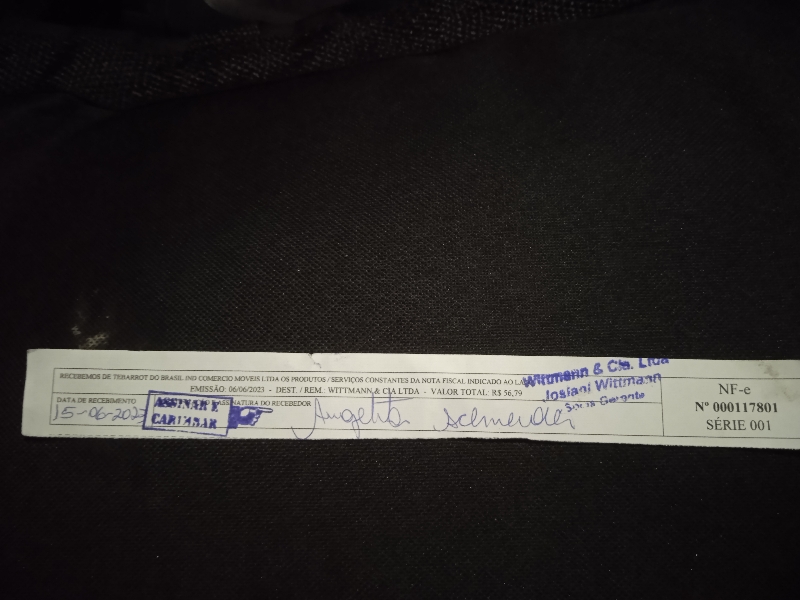 RECEBEMOS DE TEBARROT DO BRASIL IND COMERCIO MOVEIS LTDA OS PRODUTOS / SERVIÇOS CONSTANTES DA NOTA FISCAL INDICADO AO
EMISSÃO: 06/06/2023 - DEST. / REM.: WITTMANN & CIA LTDA - VALOR TOTAL: R$ 56,79
DATA DE RECEBIMENTO
ASSINATURA DO RECEBEDOR
15-06-2023
ASSINAR E
CARIMBAR
Angelita Schneider
Wittmann & Cia. Ltda
Josiani Wittmann
Sócia Gerente
NF-e
Nº 000117801
SÉRIE 001